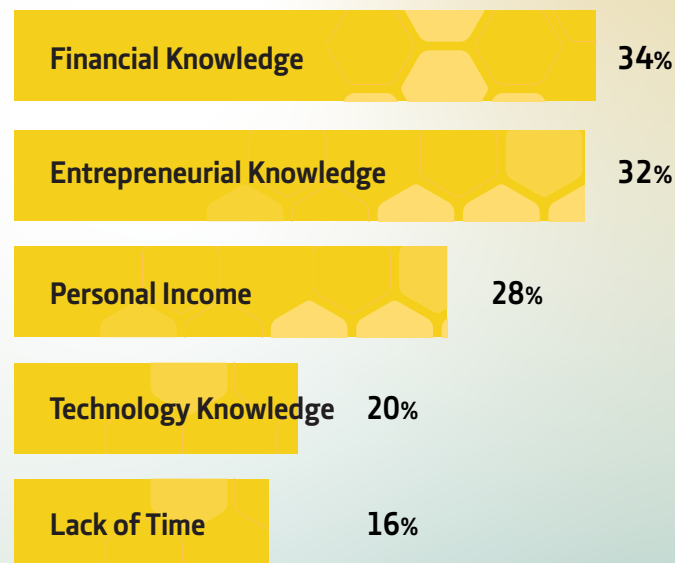 Financial Knowledge 34%
Entrepreneurial Knowledge 32%
Personal Income 28%
Technology Knowledge 20%
Lack of Time 16%